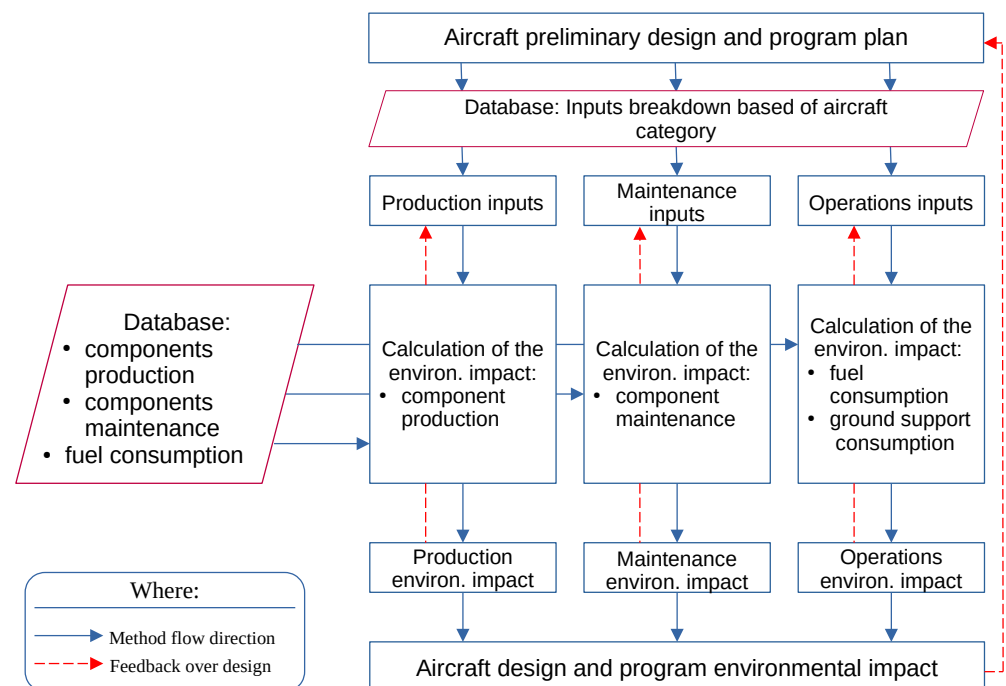 Aircraft preliminary design and program plan
Database: Inputs breakdown based of aircraft
category
Production inputs
Maintenance
inputs
Operations inputs
Database:
• components
production
• components
maintenance
• fuel consumption
Calculation of the
environ. impact:
• component
production
Calculation of the
environ. impact:
• component
maintenance
Calculation of the
environ. impact:
• fuel
consumption
• ground support
consumption
Production
environ. impact
Maintenance
environ. impact
Operations
environ. impact
Where:
Method flow direction
Feedback over design
Aircraft design and program environmental impact